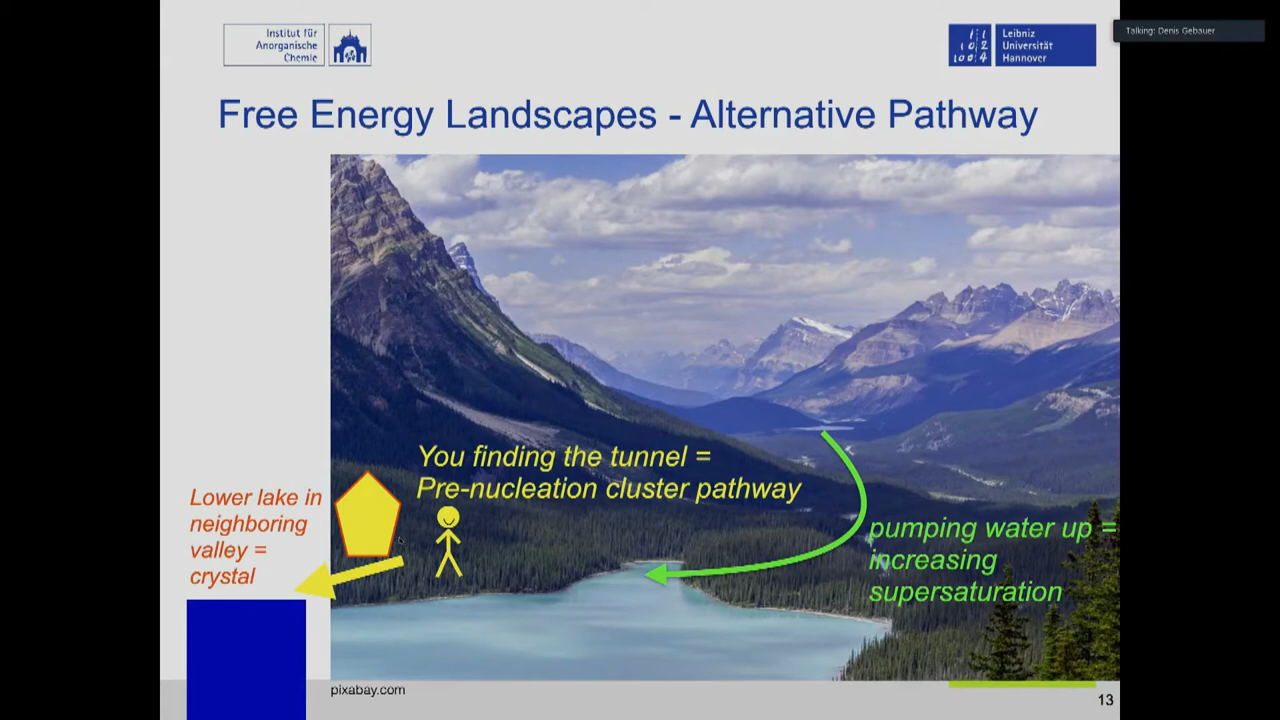 Institut für
Anorganische
Chemie
Leibniz
Universität
Hannover
Talking: Denis Gebauer
Free Energy Landscapes - Alternative Pathway
You finding the tunnel =
Pre-nucleation cluster pathway
Lower lake in
neighboring
valley =
crystal
pumping water up =
increasing
supersaturation
pixabay.com
13